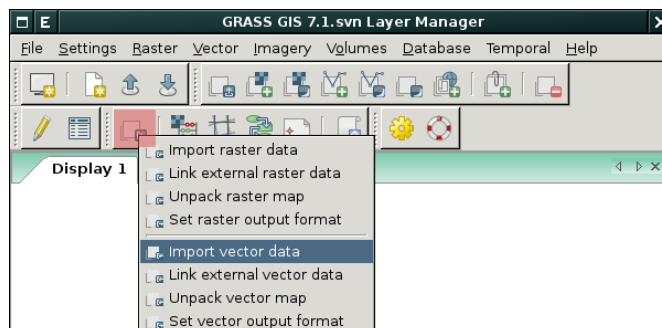 E GRASS GIS 7.1.svn Layer Manager
File Settings Raster Vector Imagery Volumes Database Temporal Help
Display 1
Import raster data
Link external raster data
Unpack raster map
Set raster output format
Import vector data
Link external vector data
Unpack vector map
Set vector output format